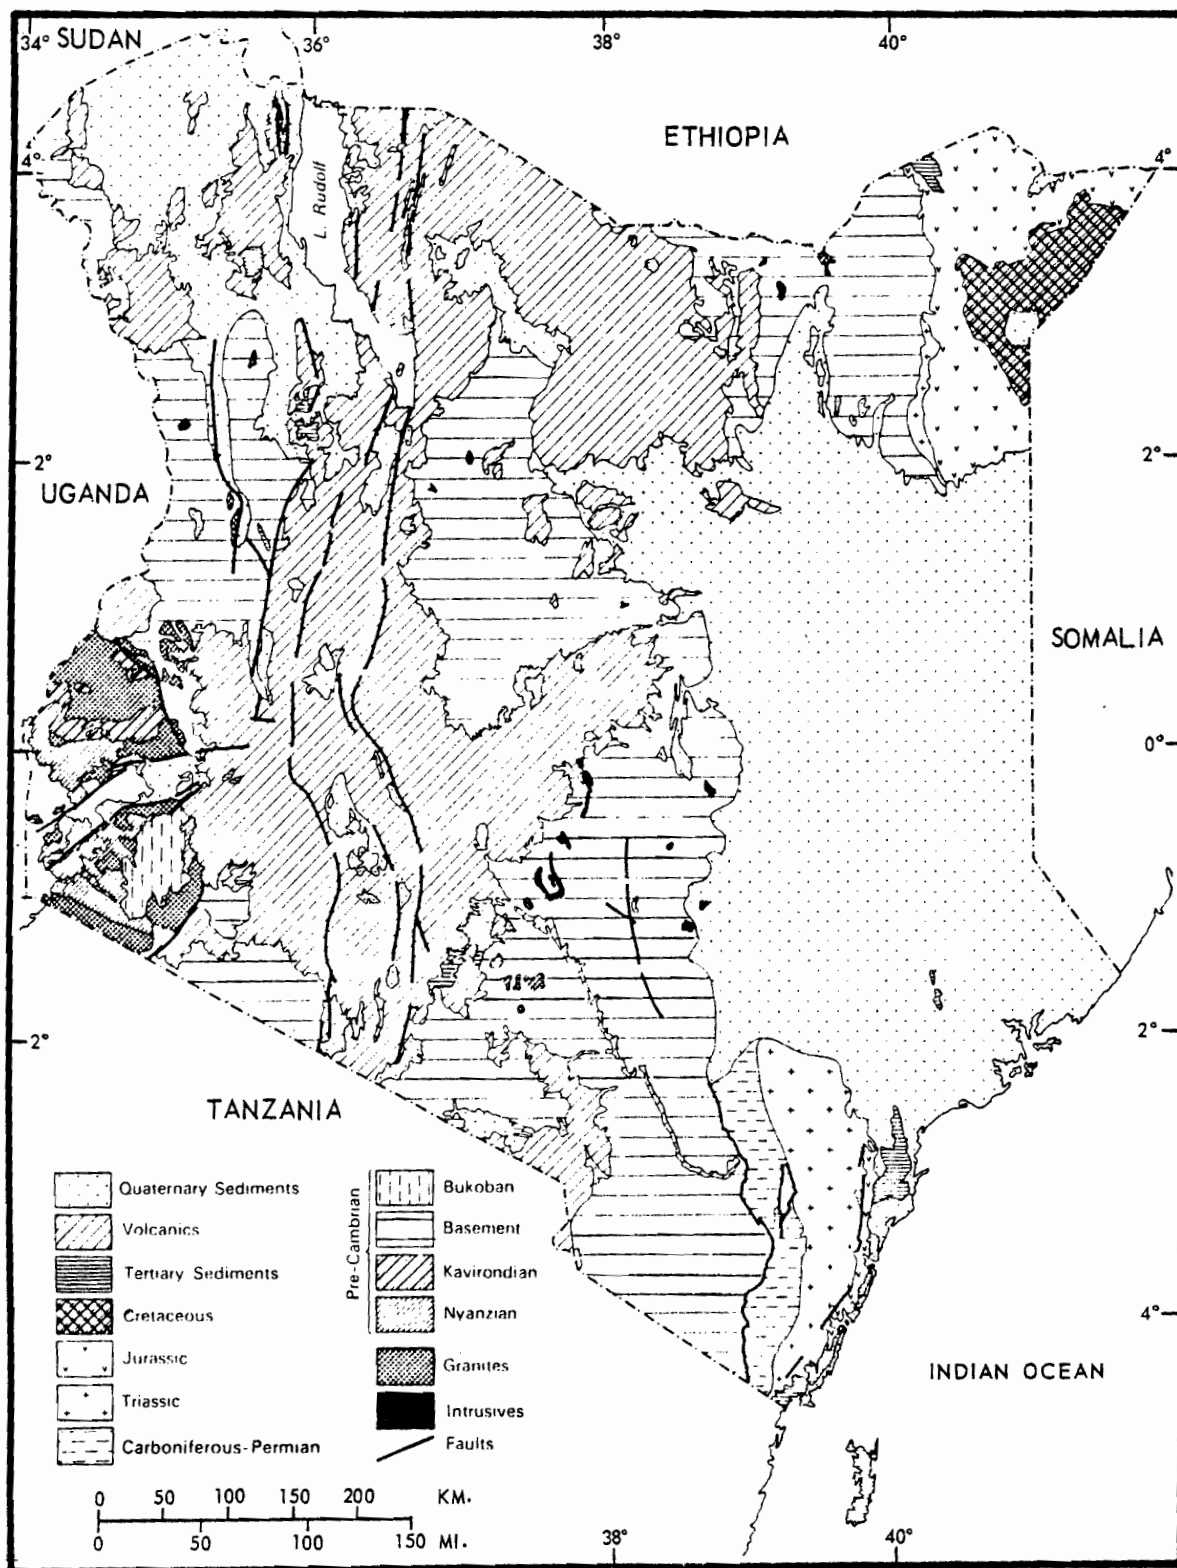 34° SUDAN 36° 38° 40°
ETHIOPIA
4° 4°
L. Rudolf
2° 2°
UGANDA
SOMALIA
0°
2° 2°
TANZANIA
Quaternary Sediments
Volcanics
Tertiary Sediments
Cretaceous
Jurassic
Triassic
Carboniferous-Permian
Pre-Cambrian
Bukoban
Basement
Kavirondian
Nyanzian
Granites
Intrusives
Faults
4°
INDIAN OCEAN
0 50 100 150 200 KM.
0 50 100 150 MI.
38° 40°